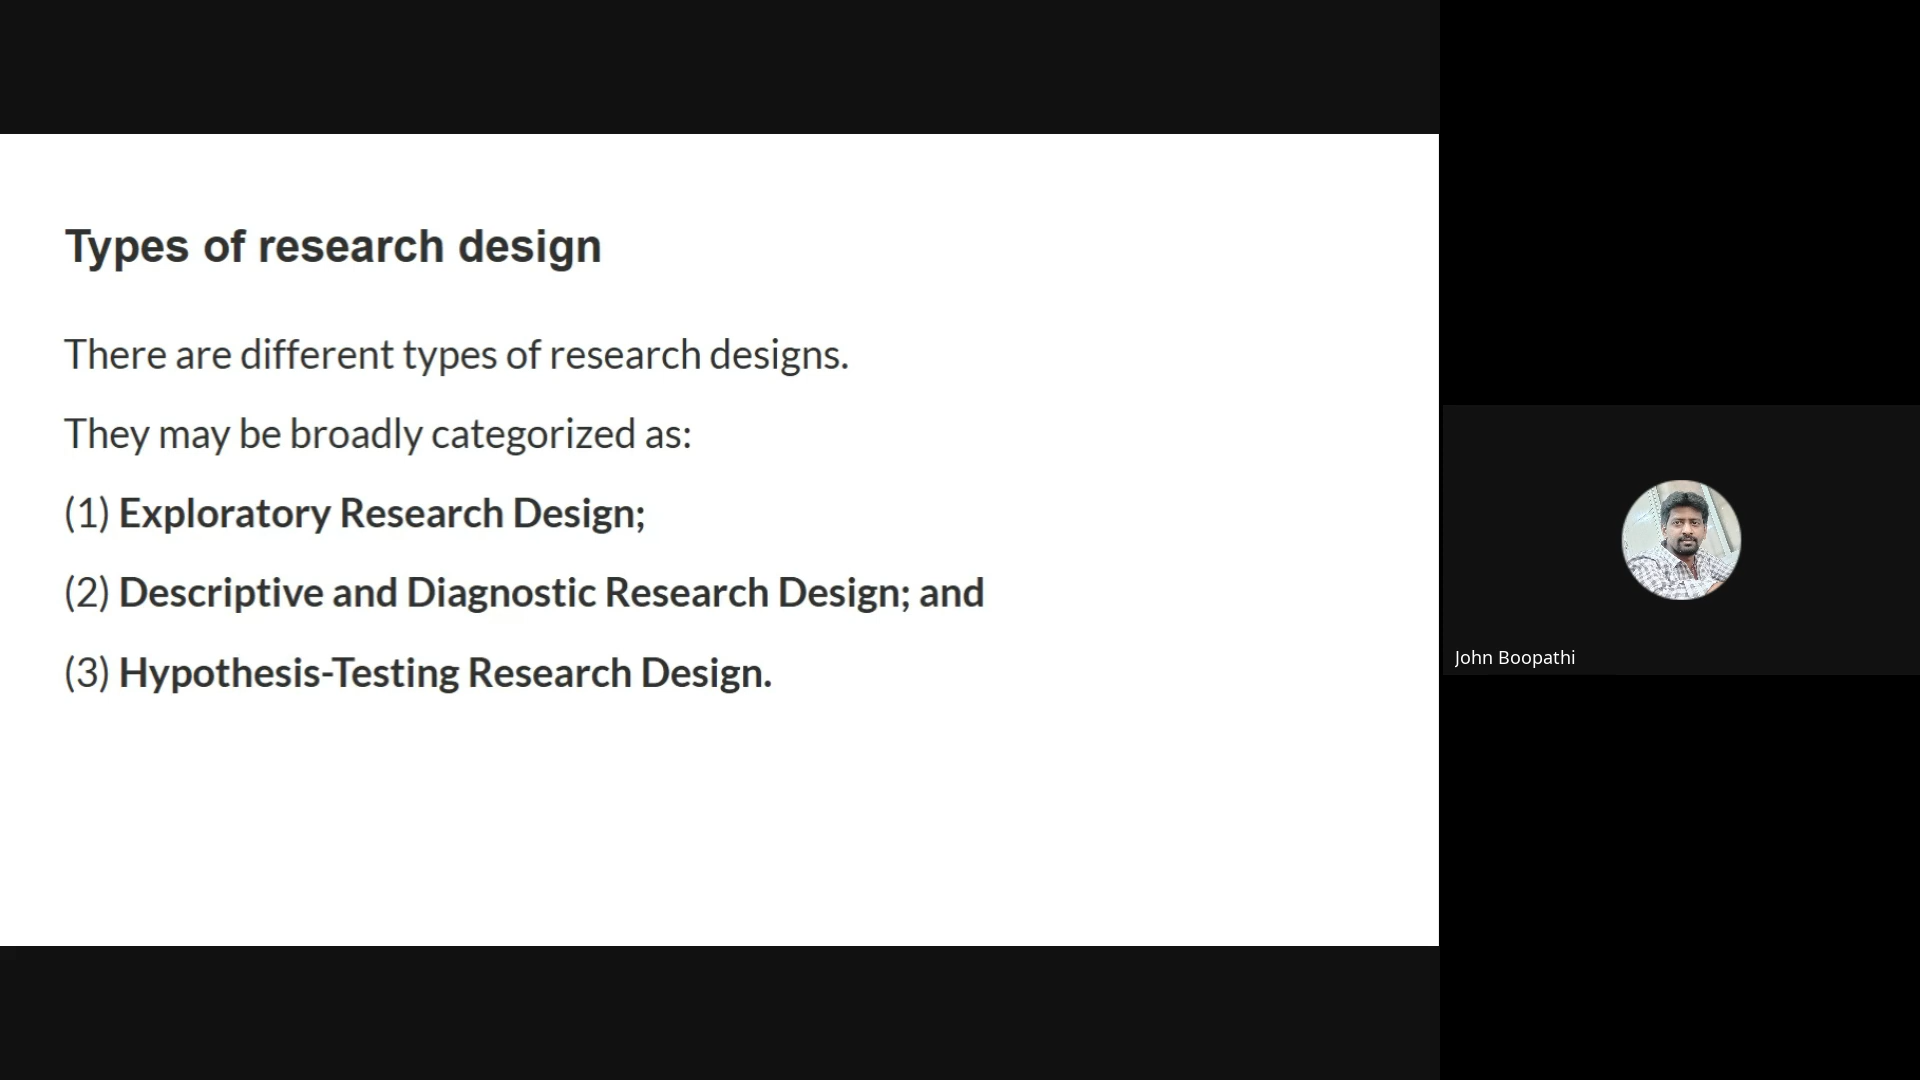 Types of research design
There are different types of research designs.
They may be broadly categorized as:
(1) Exploratory Research Design;
(2) Descriptive and Diagnostic Research Design; and
(3) Hypothesis-Testing Research Design.
John Boopathi